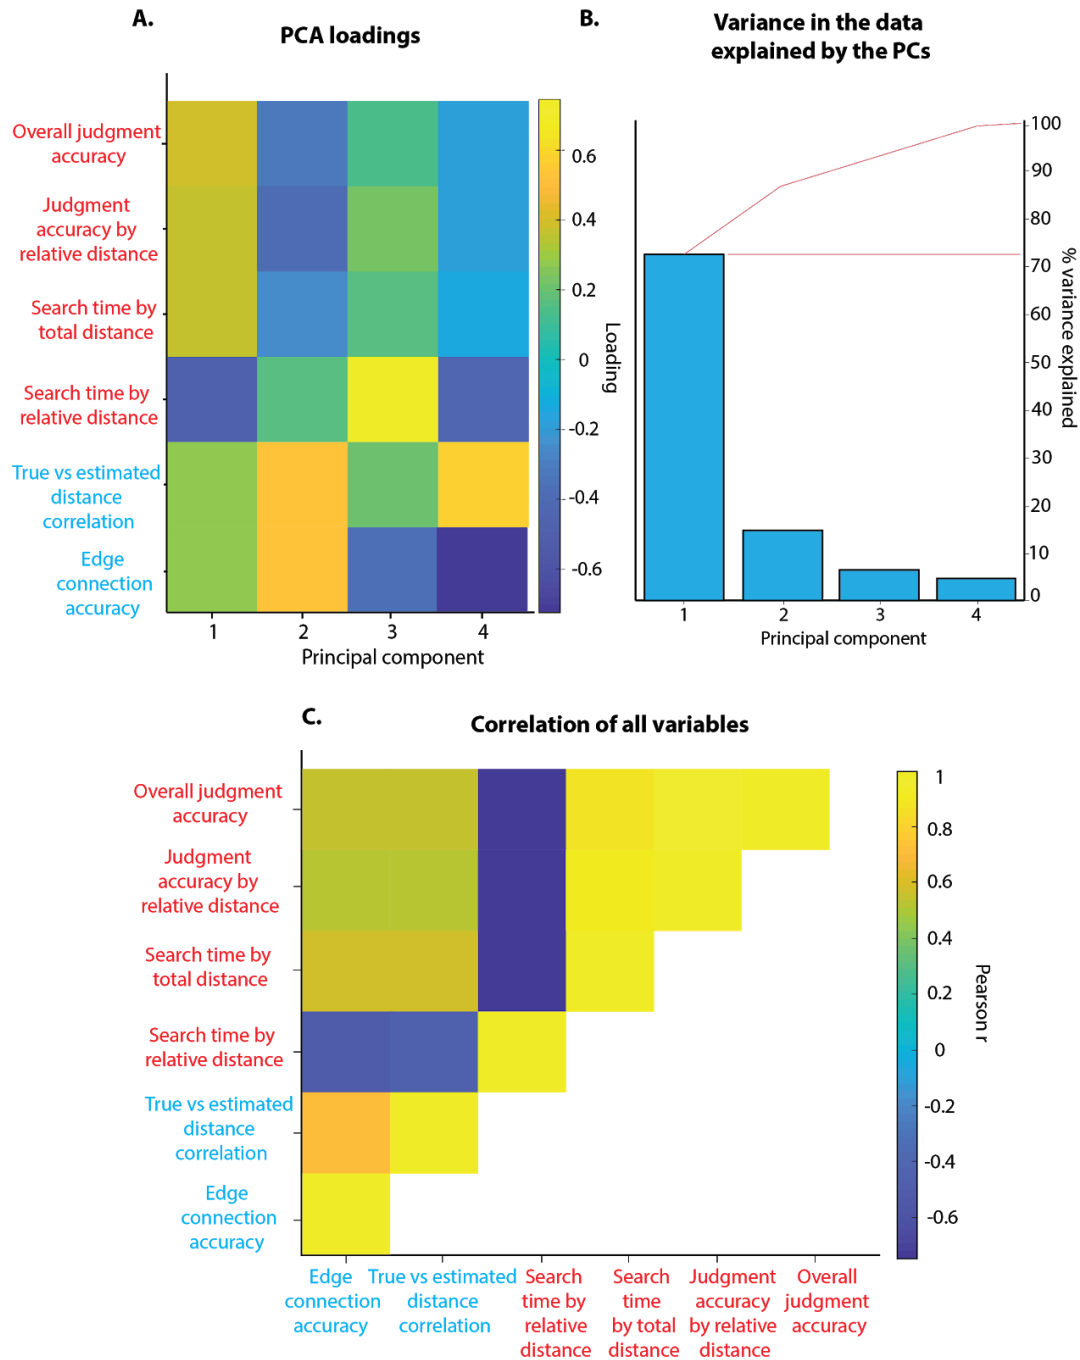 A.
PCA loadings
Overall judgment
accuracy
Judgment
accuracy by
relative distance
Search time by
total distance
Search time by
relative distance
True vs estimated
distance
correlation
Edge
connection
accuracy
1
2
3
4
Principal component
0.6
0.4
0.2
0
-0.2
-0.4
-0.6
Loading
B.
Variance in the data
explained by the PCs
100
90
80
70
60
50
40
30
20
10
0
% variance explained
1
2
3
4
Principal component
C.
Correlation of all variables
Overall judgment
accuracy
Judgment
accuracy by
relative distance
Search time by
total distance
Search time by
relative distance
True vs estimated
distance
correlation
Edge
connection
accuracy
Edge
connection
accuracy
True vs estimated
distance
correlation
Search
time by
relative
distance
Search
time
by total
distance
Judgment
accuracy
by relative
distance
Overall
judgment
accuracy
1
0.8
0.6
0.4
0.2
0
-0.2
-0.4
-0.6
Pearson r